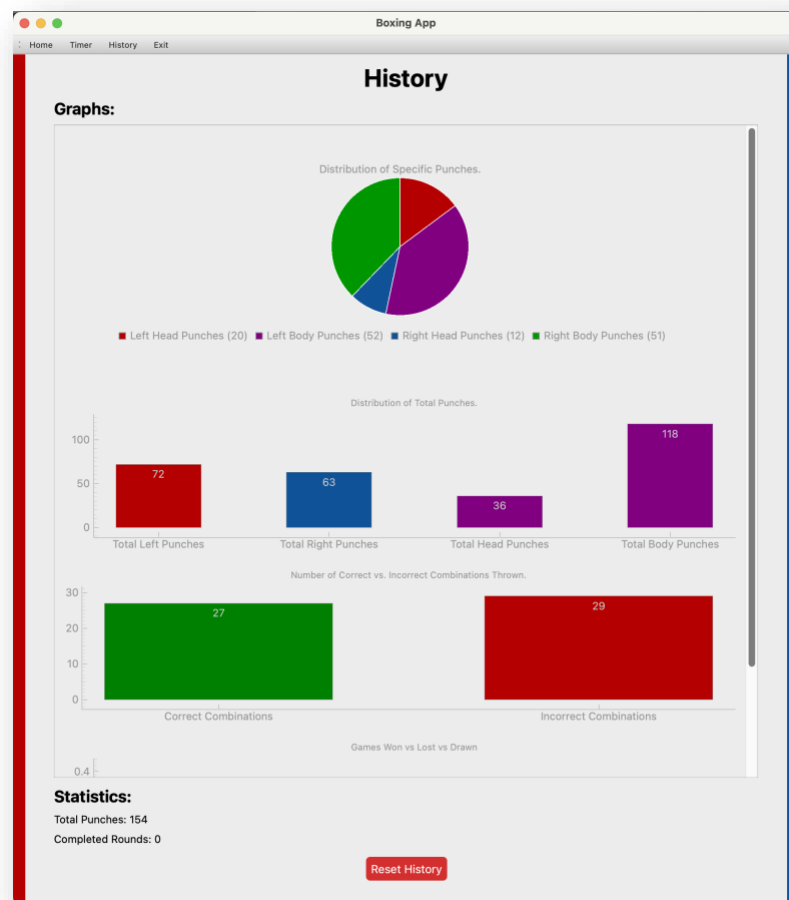 Boxing App
Home Timer History Exit
History
Graphs:
Distribution of Specific Punches.
Left Head Punches (20) Left Body Punches (52) Right Head Punches (12) Right Body Punches (51)
Distribution of Total Punches.
100
50
0
72
63
36
118
Total Left Punches Total Right Punches Total Head Punches Total Body Punches
Number of Correct vs. Incorrect Combinations Thrown.
30
20
10
0
27
29
Correct Combinations Incorrect Combinations
Games Won vs Lost vs Drawn
0.4
Statistics:
Total Punches: 154
Completed Rounds: 0
Reset History